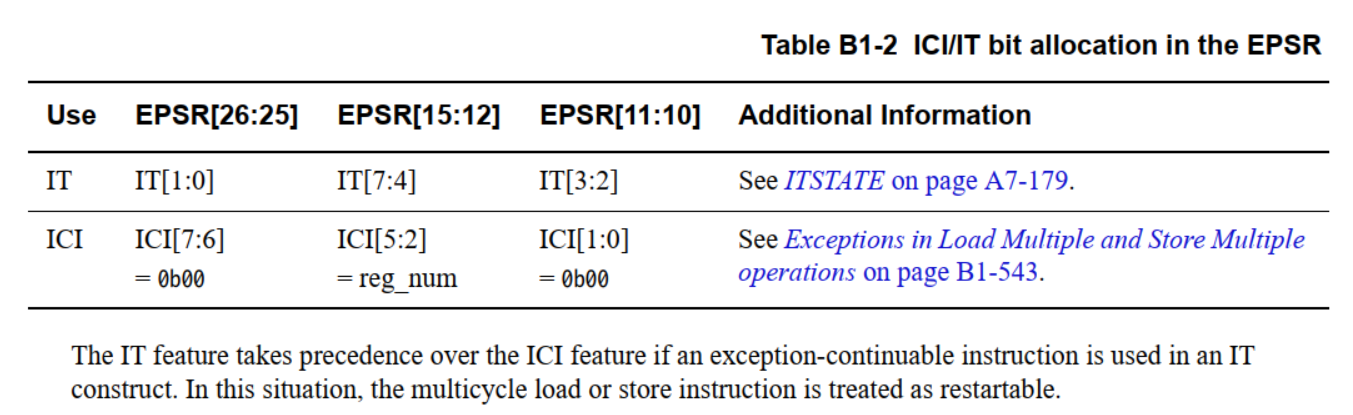 Table B1-2 ICI/IT bit allocation in the EPSR
Use EPSR[26:25] EPSR[15:12] EPSR[11:10] Additional Information
IT IT[1:0] IT[7:4] IT[3:2] See ITSTATE on page A7-179.
ICI ICI[7:6] ICI[5:2] ICI[1:0] See Exceptions in Load Multiple and Store Multiple
= 0b00 = reg_num = 0b00 operations on page B1-543.
The IT feature takes precedence over the ICI feature if an exception-continuable instruction is used in an IT
construct. In this situation, the multicycle load or store instruction is treated as restartable.